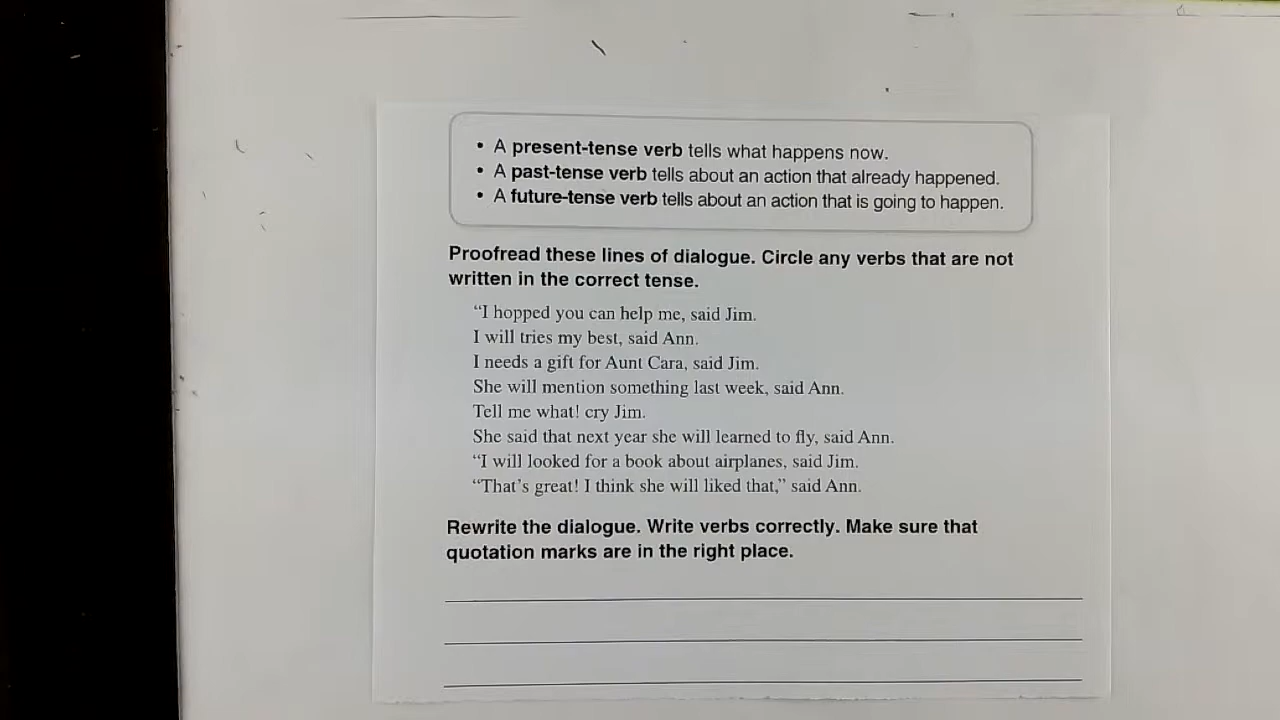 • A present-tense verb tells what happens now.
• A past-tense verb tells about an action that already happened.
• A future-tense verb tells about an action that is going to happen.
Proofread these lines of dialogue. Circle any verbs that are not
written in the correct tense.
“I hopped you can help me, said Jim.
I will tries my best, said Ann.
I needs a gift for Aunt Cara, said Jim.
She will mention something last week, said Ann.
Tell me what! cry Jim.
She said that next year she will learned to fly, said Ann.
“I will looked for a book about airplanes, said Jim.
“That’s great! I think she will liked that,” said Ann.
Rewrite the dialogue. Write verbs correctly. Make sure that
quotation marks are in the right place.